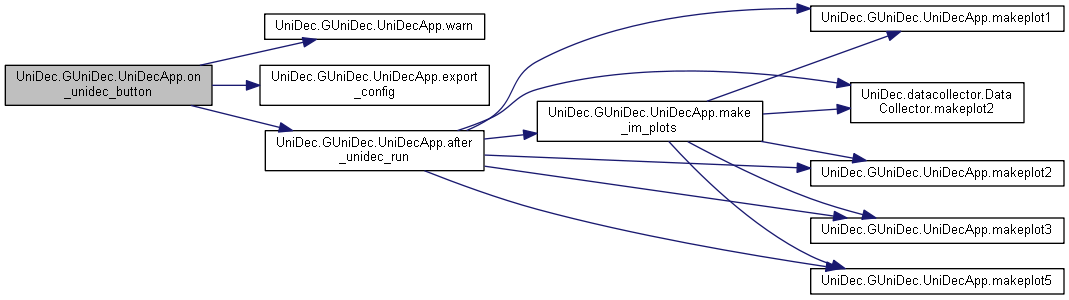 UniDec.GUniDec.UniDecApp.on
_unidec_button
UniDec.GUniDec.UniDecApp.warn
UniDec.GUniDec.UniDecApp.export
_config
UniDec.GUniDec.UniDecApp.after
_unidec_run
UniDec.GUniDec.UniDecApp.make
_im_plots
UniDec.GUniDec.UniDecApp.makeplot1
UniDec.datacollector.Data
Collector.makeplot2
UniDec.GUniDec.UniDecApp.makeplot2
UniDec.GUniDec.UniDecApp.makeplot3
UniDec.GUniDec.UniDecApp.makeplot5